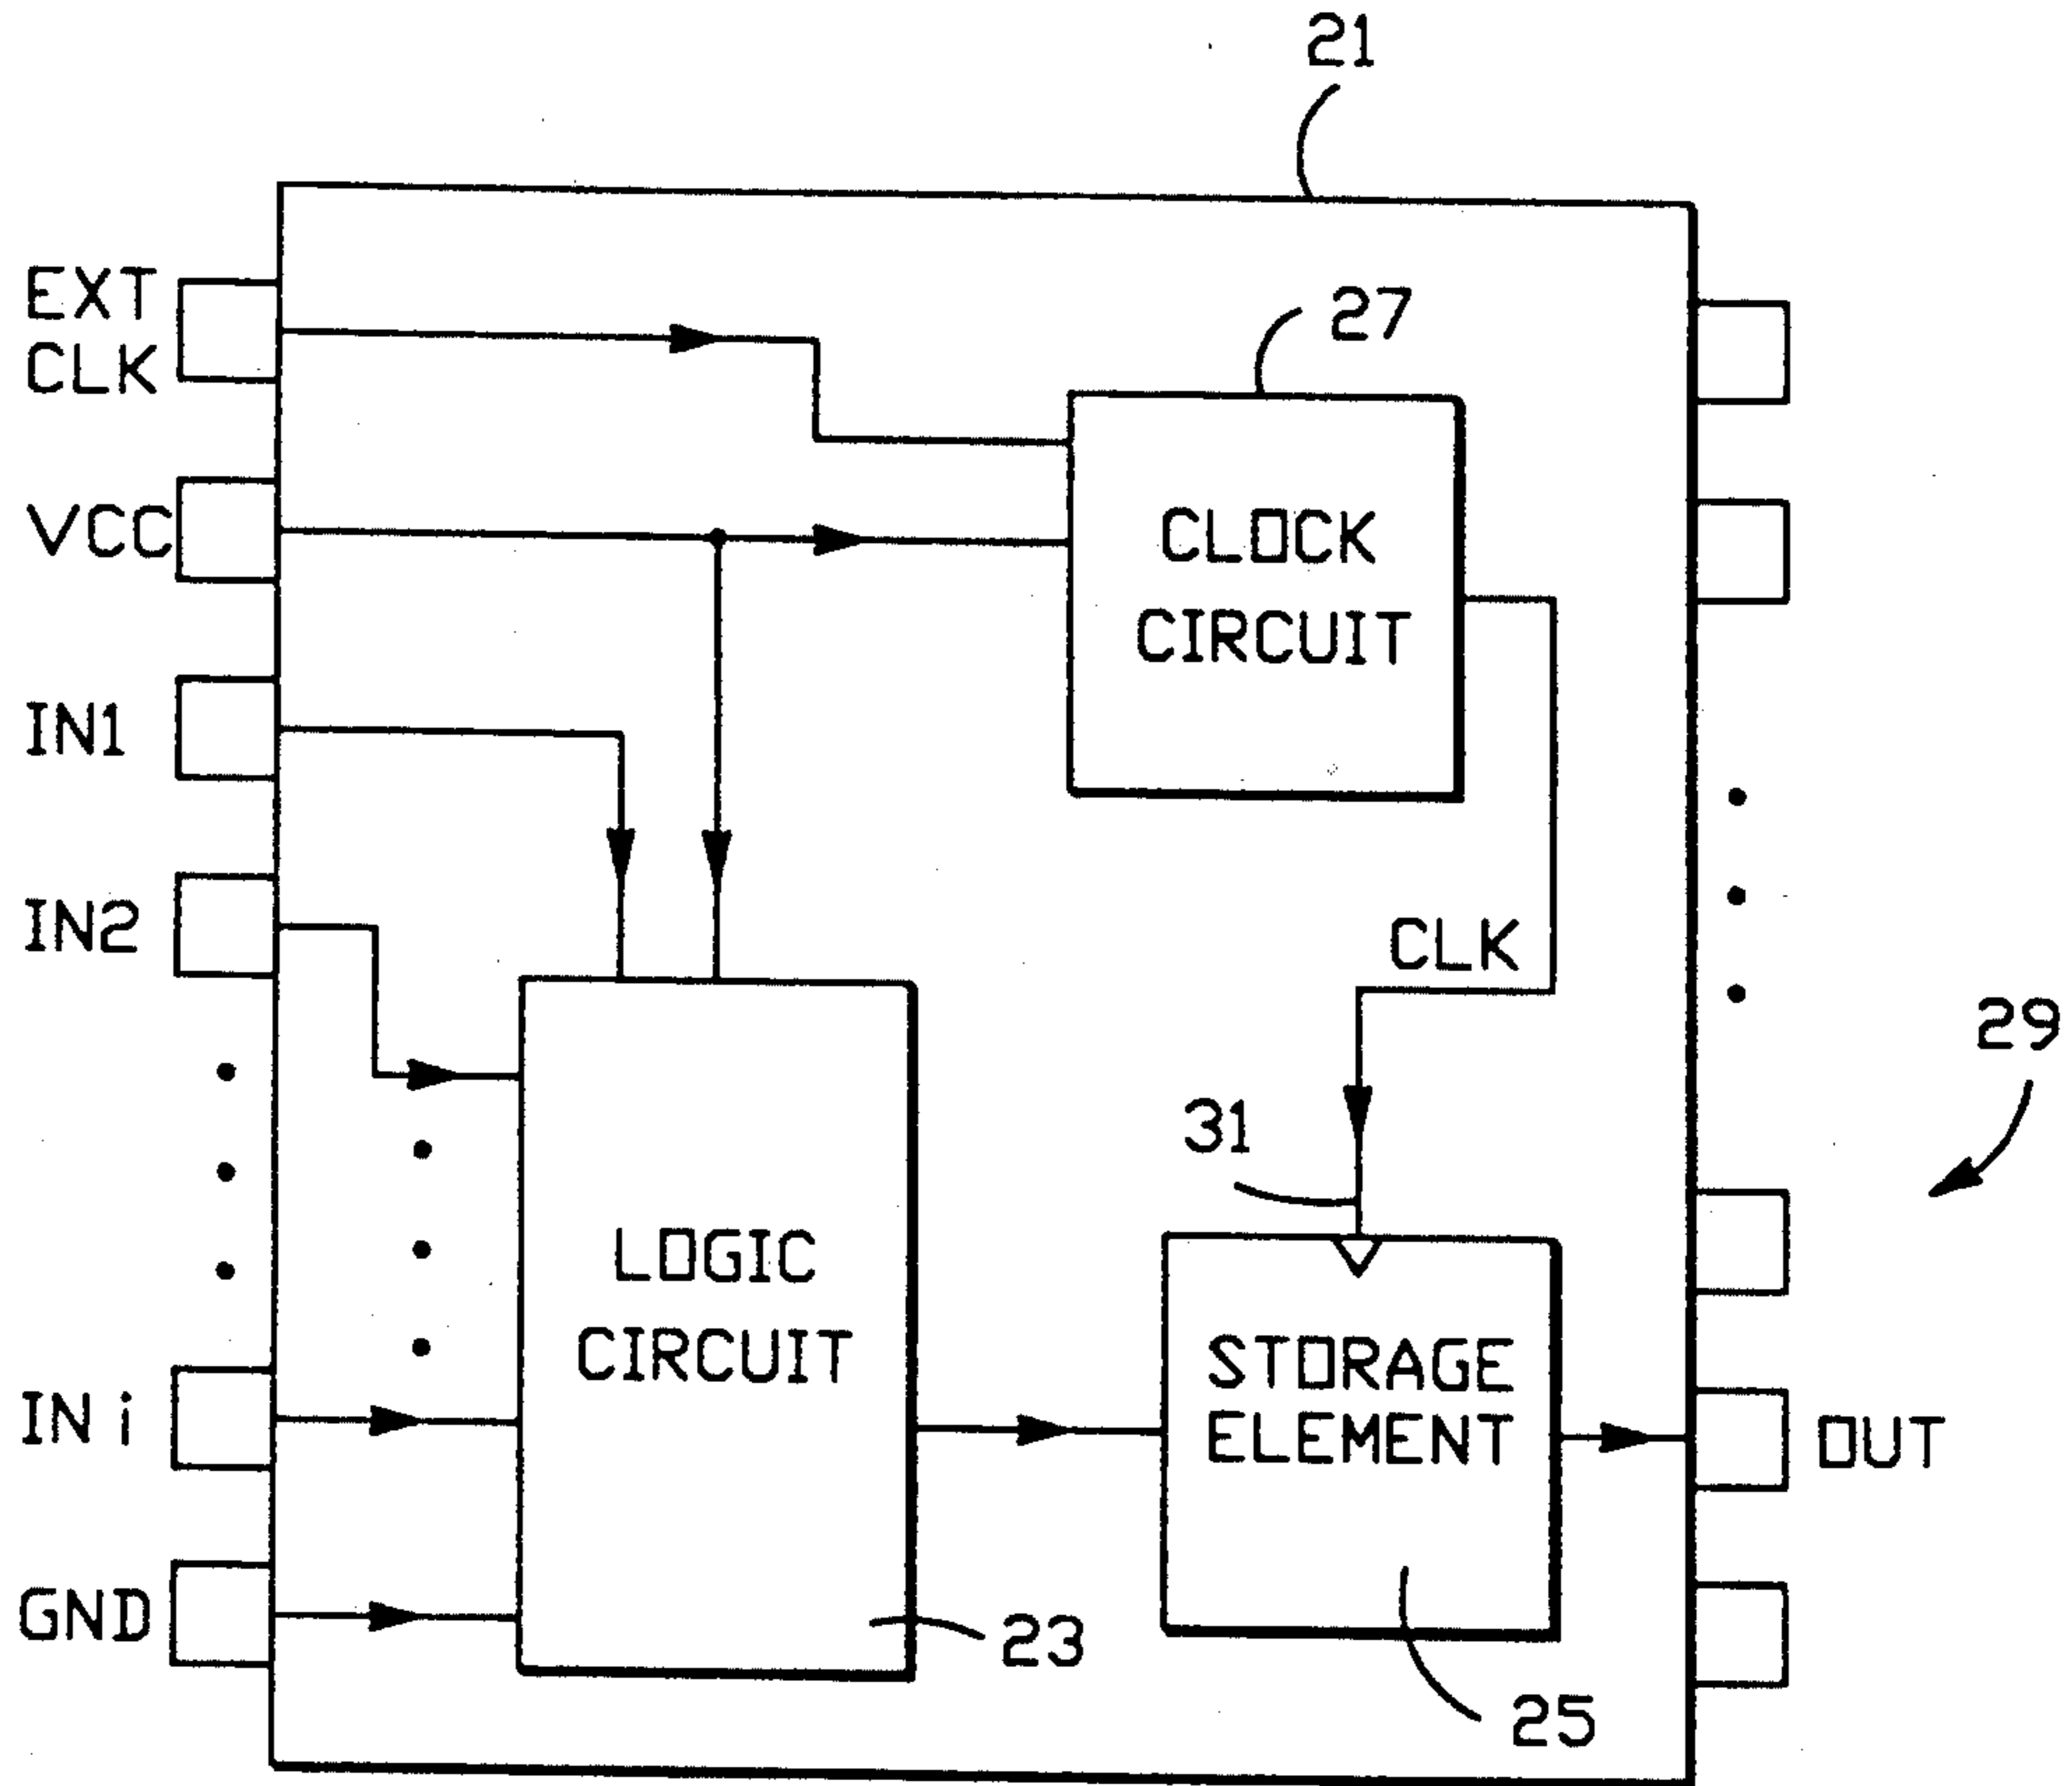 21
EXT
CLK
27
VCC
CLOCK
CIRCUIT
IN1
IN2
CLK
29
31
LOGIC
CIRCUIT
STORAGE
ELEMENT
INi
OUT
GND
23
25